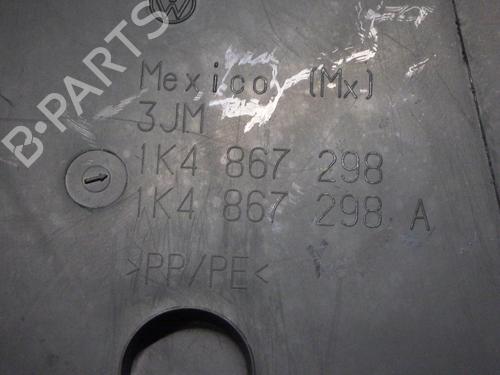 B-PARTS
Mexico (Mx)
3JM
1K4 867 298
1K4 867 298 A
>PP/PE<